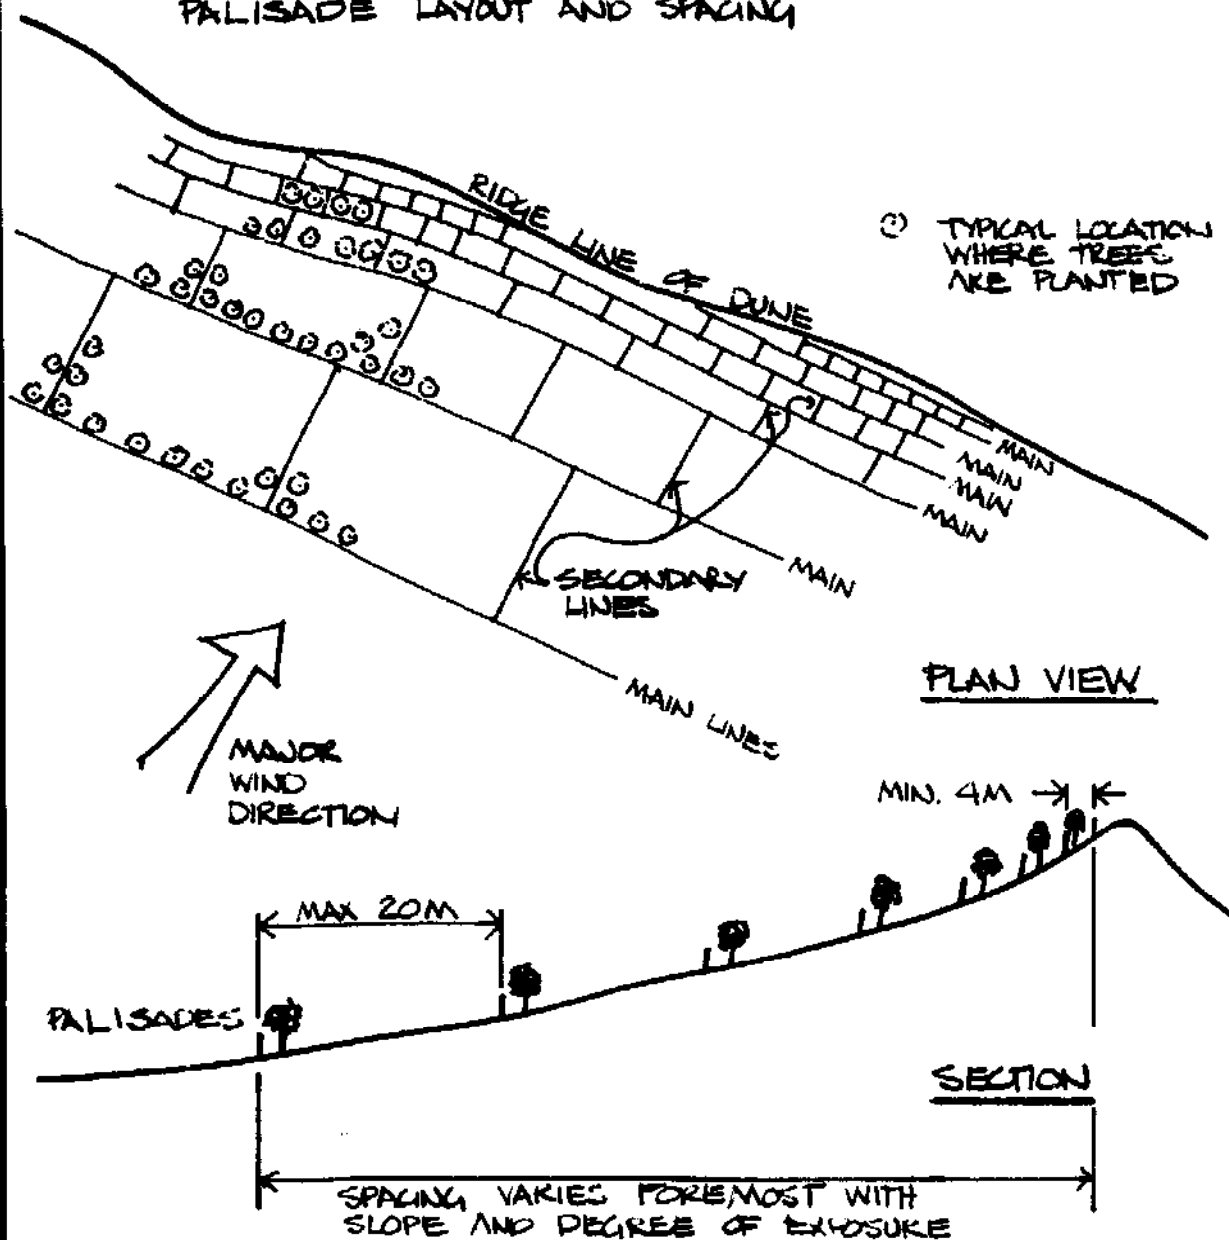 PALISADE LAYOUT AND SPACING
RIDGE LINE OF DUNE
TYPICAL LOCATION
WHERE TREES
ARE PLANTED
MAIN
MAIN
MAIN
MAIN
MAIN
MAIN LINES
SECONDARY
LINES
PLAN VIEW
MAJOR
WIND
DIRECTION
MIN. 4M
MAX 20M
PALISADES
SECTION
SPACING VARIES FOREMOST WITH
SLOPE AND DEGREE OF EXPOSURE